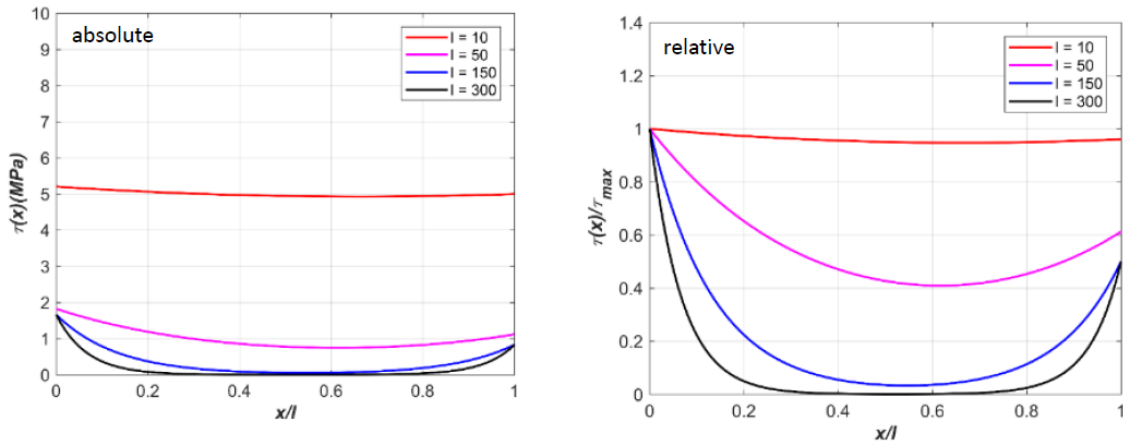 absolute
10
9
8
7
6
5
4
3
2
1
0
τ(x)(MPa)
0
0.2
0.4
0.6
0.8
1
x/l
l = 10
l = 50
l = 150
l = 300
relative
1.4
1.2
1
0.8
0.6
0.4
0.2
0
τ(x)/τmax
0
0.2
0.4
0.6
0.8
1
x/l
l = 10
l = 50
l = 150
l = 300